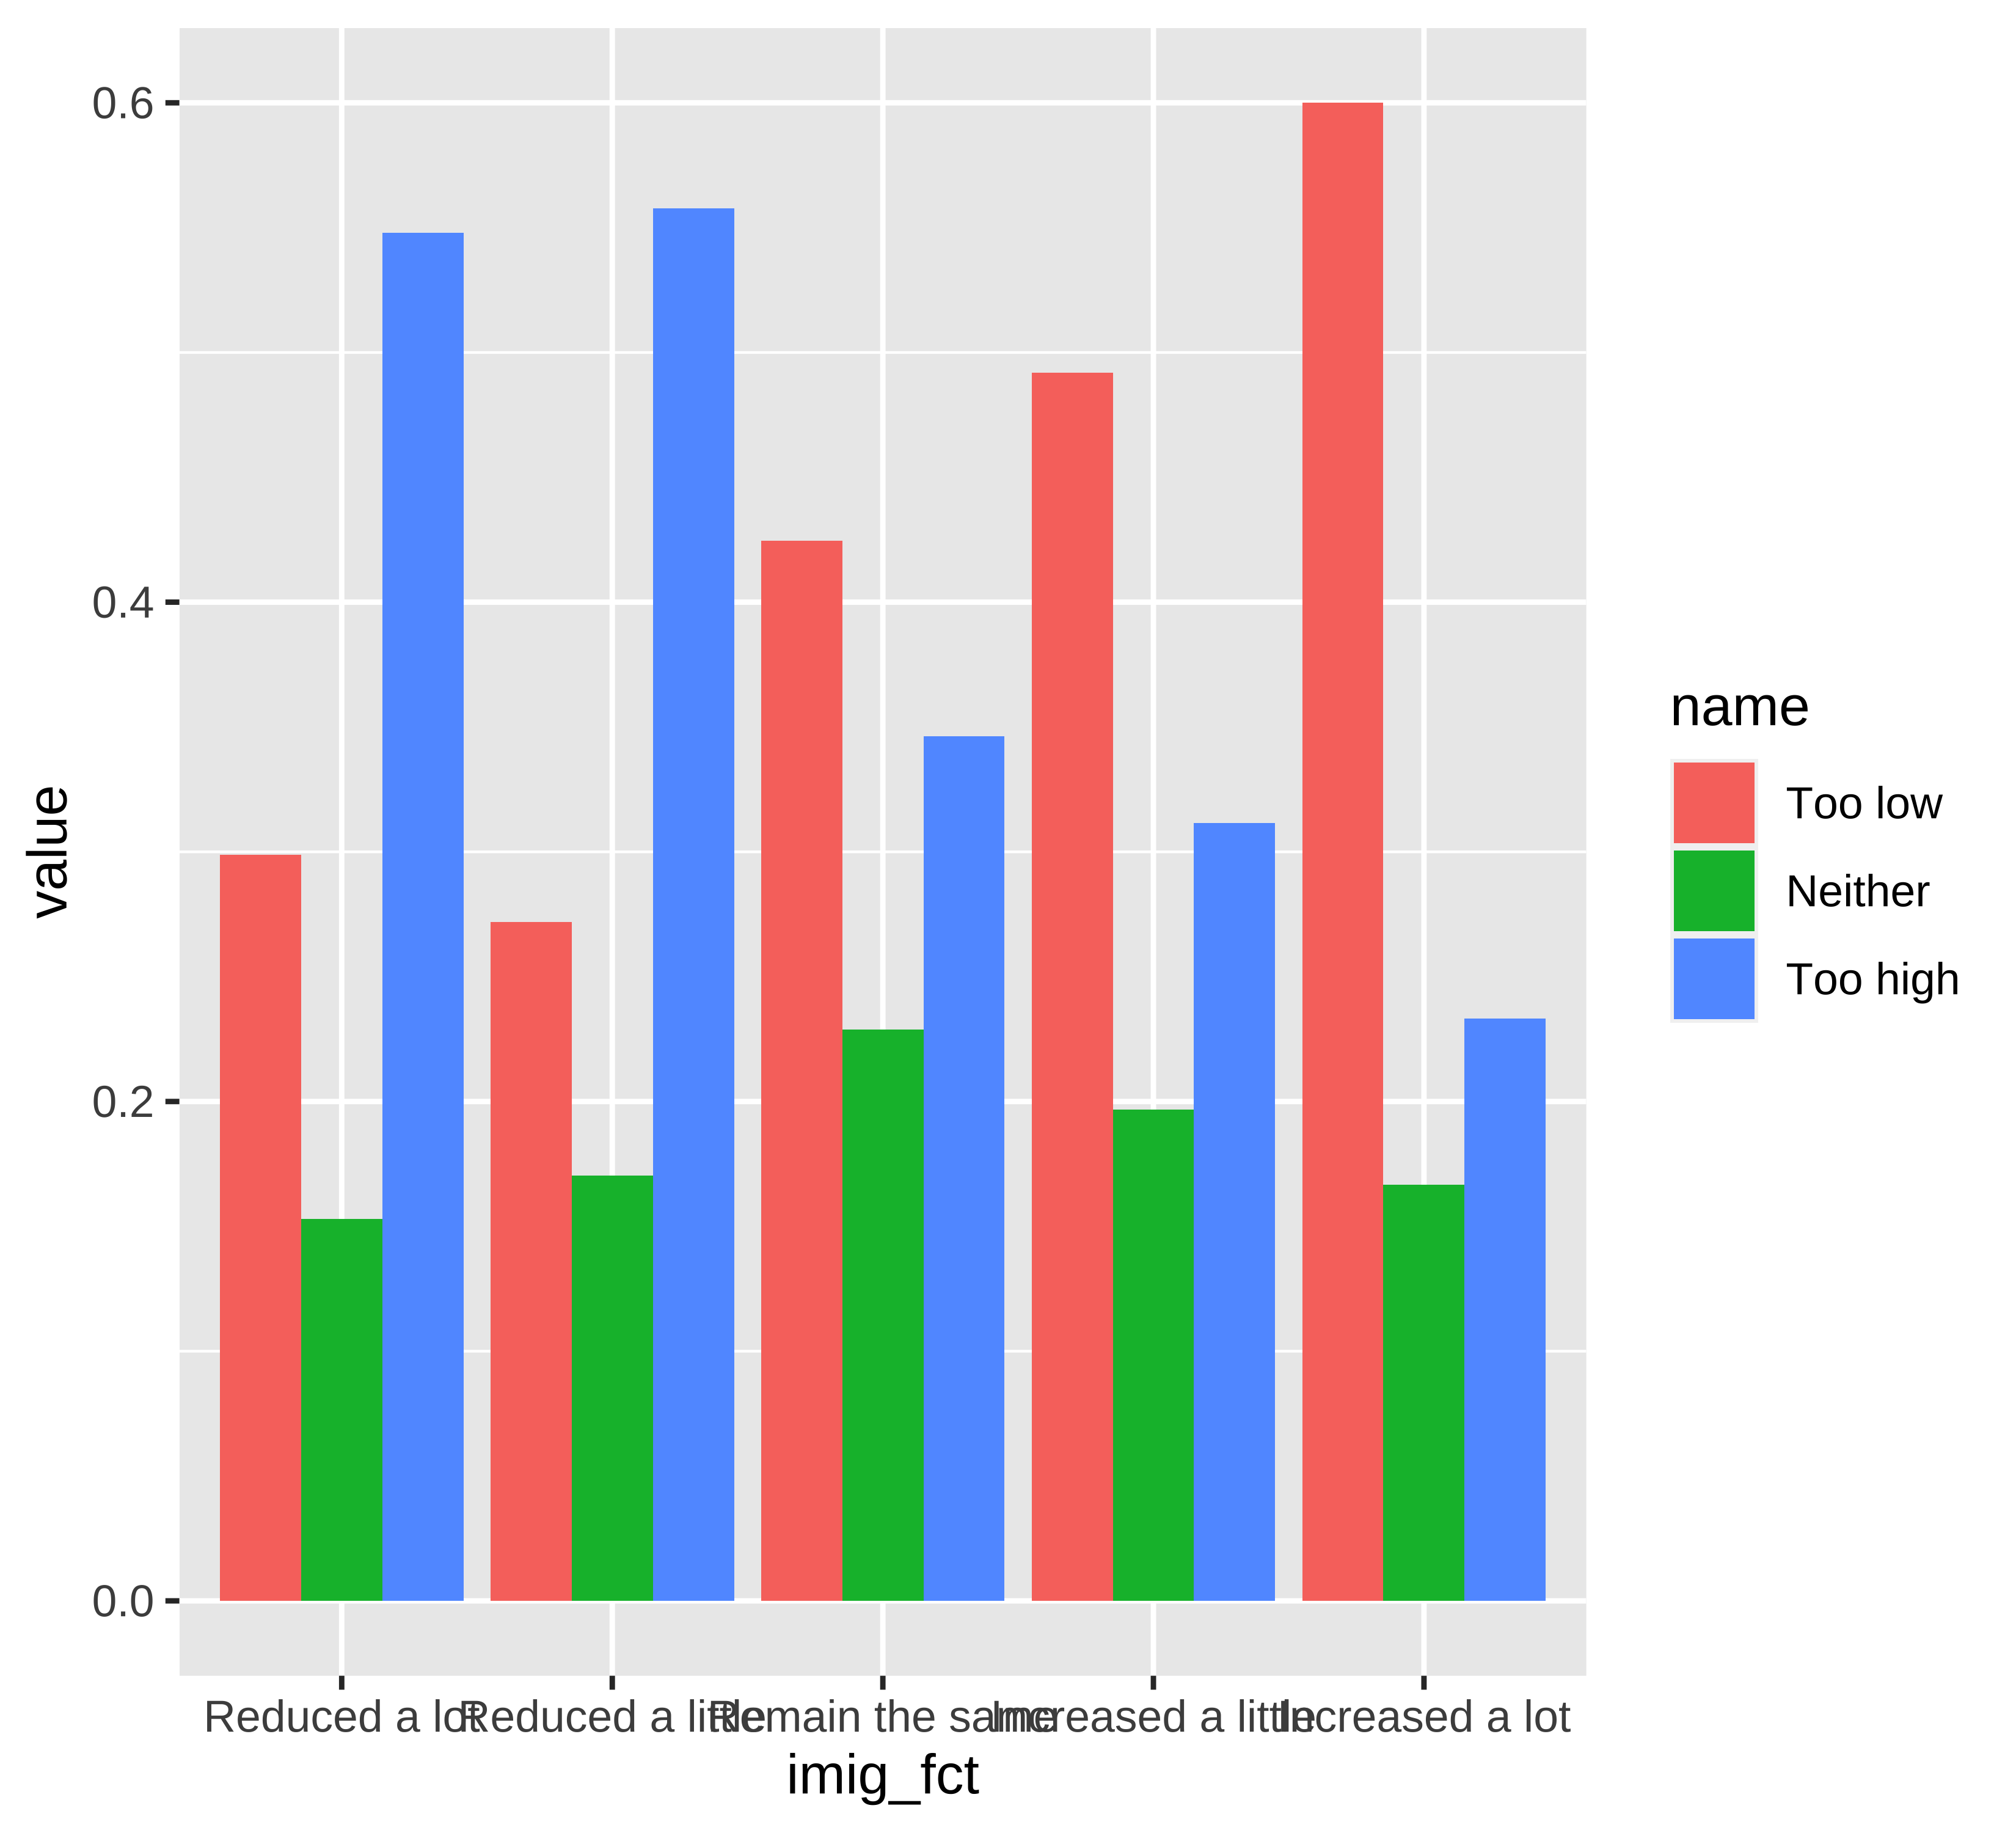 0.6
0.4
0.2
0.0
value
Reduced a lot
Reduced a little
Remain the same
Increased a little
Increased a lot
imig_fct
name
Too low
Neither
Too high